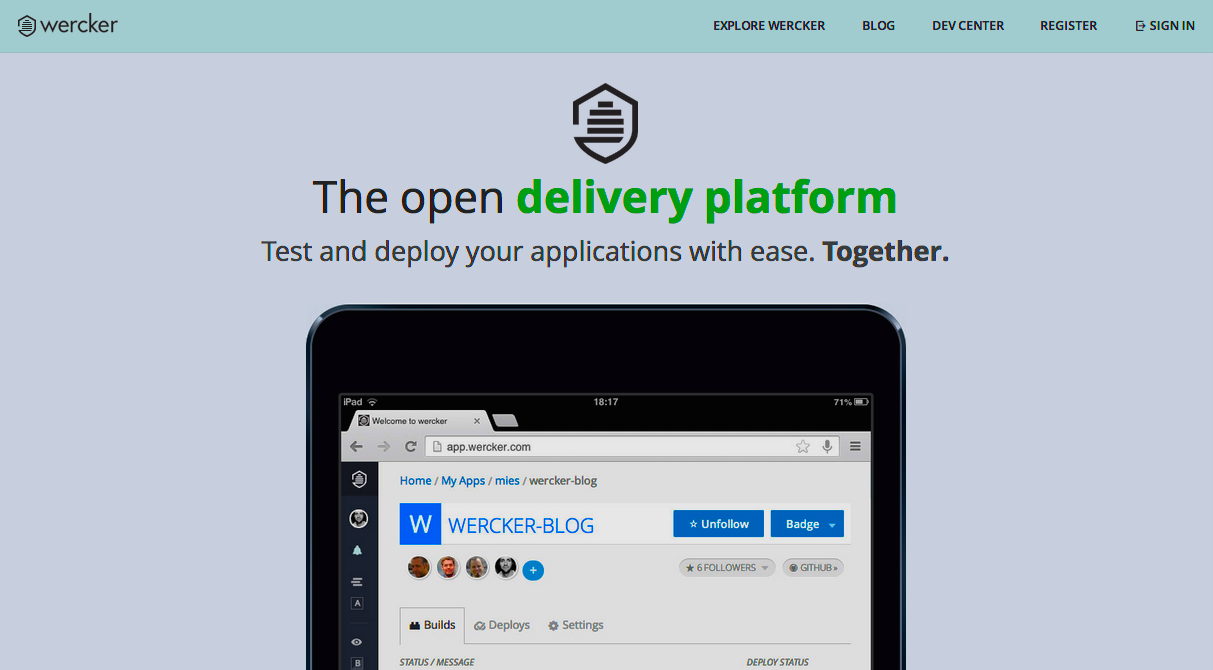 wercker
EXPLORE WERCKER BLOG DEV CENTER REGISTER SIGN IN
The open delivery platform
Test and deploy your applications with ease. Together.
iPad 18:17 71%
Welcome to wercker
app.wercker.com
Home / My Apps / mies / wercker-blog
W WERCKER-BLOG Unfollow Badge
6 FOLLOWERS GITHUB »
A
Builds Deploys Settings
B
STATUS / MESSAGE DEPLOY STATUS